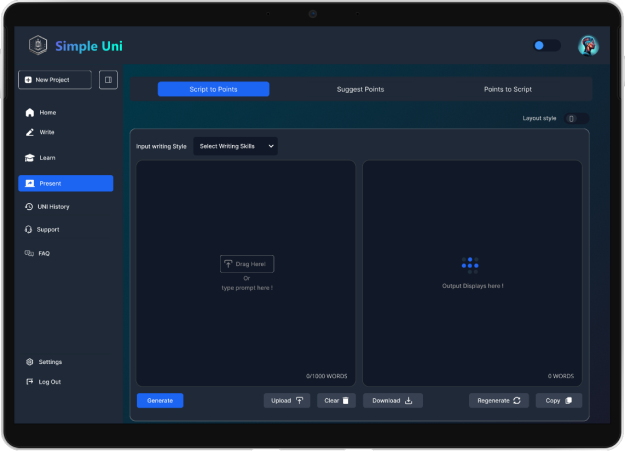 Simple Uni
New Project
Home
Write
Learn
Present
UNI History
Support
FAQ
Settings
Log Out
Script to Points
Suggest Points
Points to Script
Layout style
Input writing Style
Select Writing Skills
Drag Here!
Or
type prompt here !
0/1000 WORDS
Output Displays here !
0 WORDS
Generate
Upload
Clear
Download
Regenerate
Copy